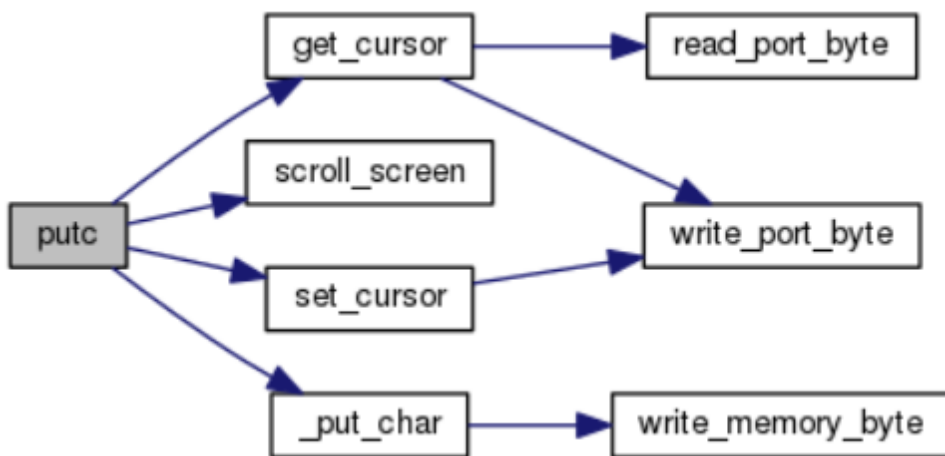 get_cursor
read_port_byte
scroll_screen
putc
write_port_byte
set_cursor
_put_char
write_memory_byte